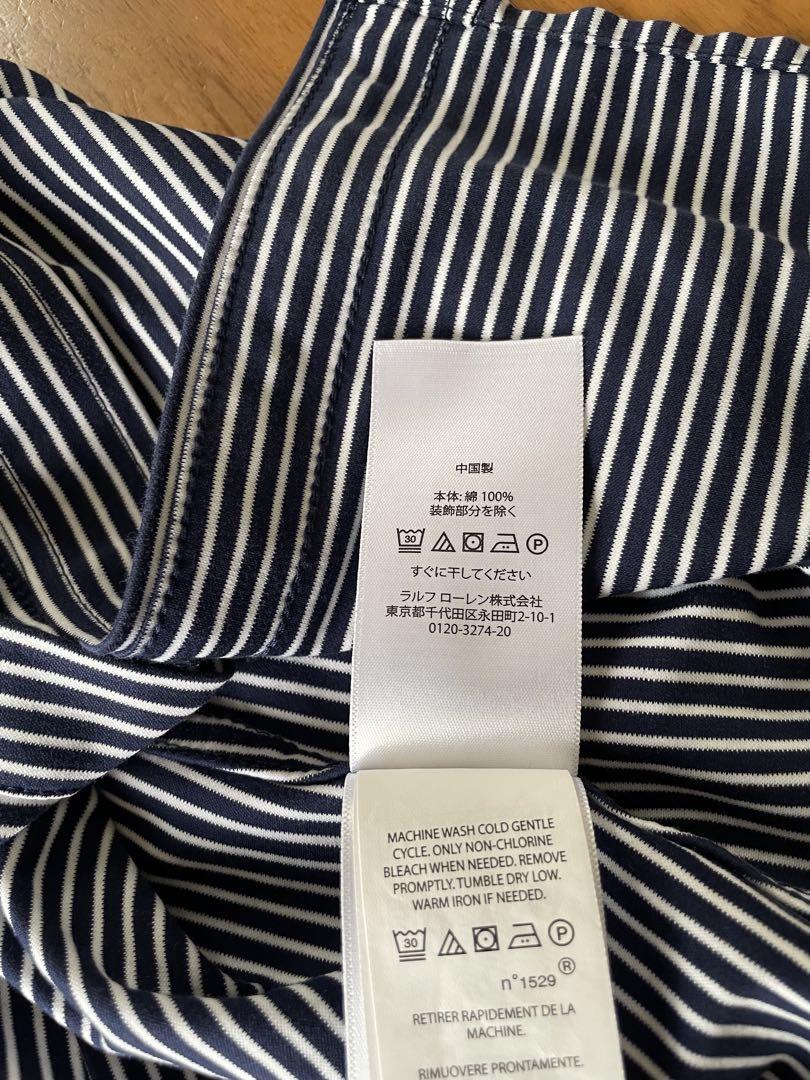 中国製
本体: 綿 100%
装飾部分を除く
30 P
すぐに干してください
ラルフ ローレン株式会社
東京都千代田区永田町2-10-1
0120-3274-20
MACHINE WASH COLD GENTLE
CYCLE. ONLY NON-CHLORINE
BLEACH WHEN NEEDED. REMOVE
PROMPTLY. TUMBLE DRY LOW.
WARM IRON IF NEEDED.
30 P
n°1529 ®
RETIRER RAPIDEMENT DE LA
MACHINE.
RIMUOVERE PRONTAMENTE.